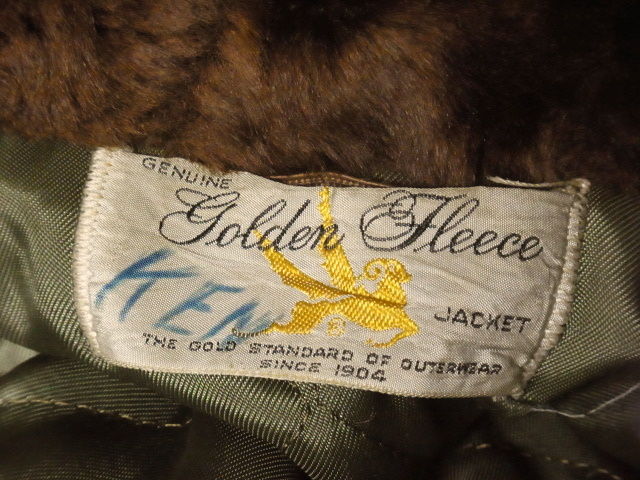 GENUINE
Golden Fleece
KEN
JACKET
THE GOLD STANDARD OF OUTERWEAR
SINCE 1904